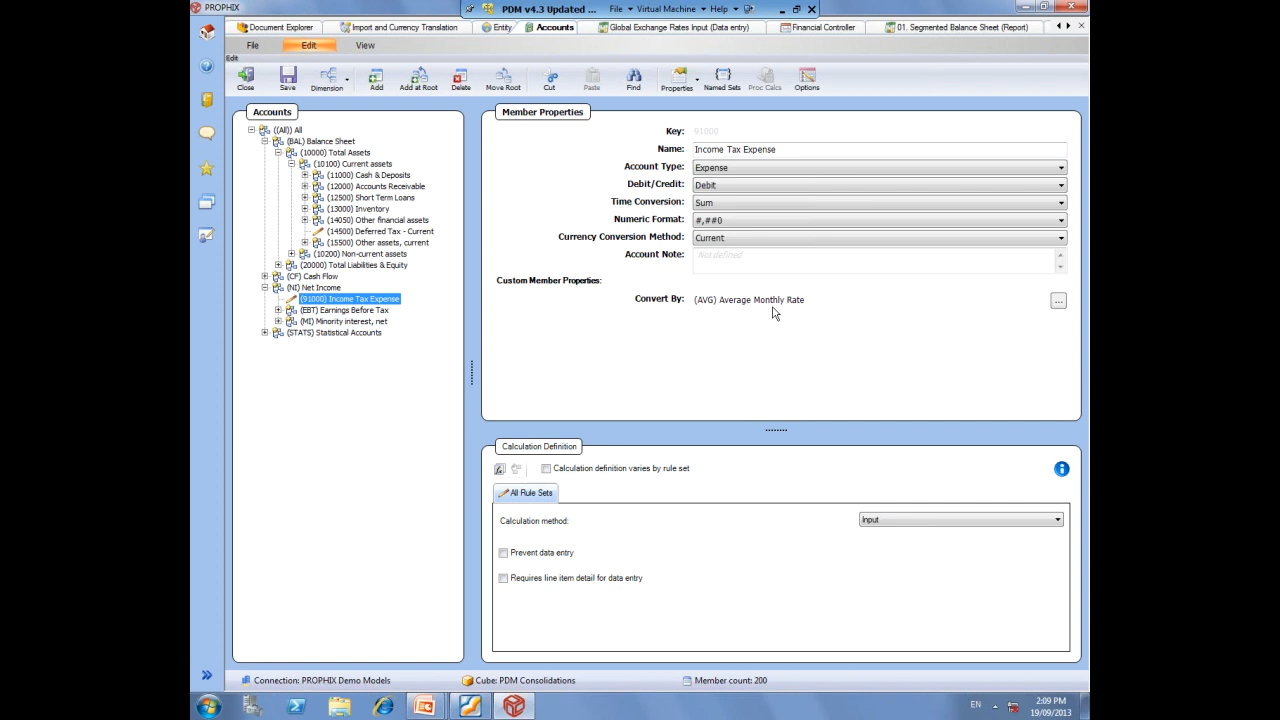 PROPHIX
PDM v4.3 Updated ... File Virtual Machine Help
Document Explorer Import and Currency Translation Entity Accounts Global Exchange Rates Input (Data entry) Financial Controller 01. Segmented Balance Sheet (Report)
File Edit View
Edit
Close Save Dimension Add Add at Root Delete Move Root Cut Paste Find Properties Named Sets Proc Calcs Options
Accounts
((All)) All
(BAL) Balance Sheet
(10000) Total Assets
(10100) Current assets
(11000) Cash & Deposits
(12000) Accounts Receivable
(12500) Short Term Loans
(13000) Inventory
(14050) Other financial assets
(14500) Deferred Tax - Current
(15500) Other assets, current
(10200) Non-current assets
(20000) Total Liabilities & Equity
(CF) Cash Flow
(NI) Net Income
(91000) Income Tax Expense
(EBT) Earnings Before Tax
(MI) Minority interest, net
(STATS) Statistical Accounts
Member Properties
Key: 91000
Name: Income Tax Expense
Account Type: Expense
Debit/Credit: Debit
Time Conversion: Sum
Numeric Format: #,##0
Currency Conversion Method: Current
Account Note: Not defined
Custom Member Properties:
Convert By: (AVG) Average Monthly Rate ...
Calculation Definition
Calculation definition varies by rule set
All Rule Sets
Calculation method: Input
Prevent data entry
Requires line item detail for data entry
Connection: PROPHIX Demo Models Cube: PDM Consolidations Member count: 200
EN 2:09 PM
19/09/2013